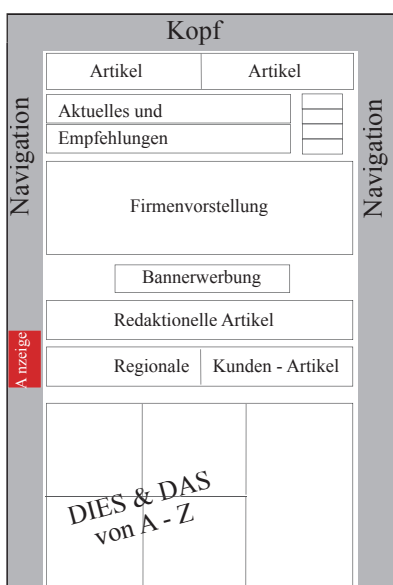 Kopf
Artikel Artikel
Navigation
Aktuelles und
Empfehlungen
Navigation
Firmenvorstellung
Bannerwerbung
Redaktionelle Artikel
A nzeige
Regionale Kunden - Artikel
DIES & DAS
von A - Z